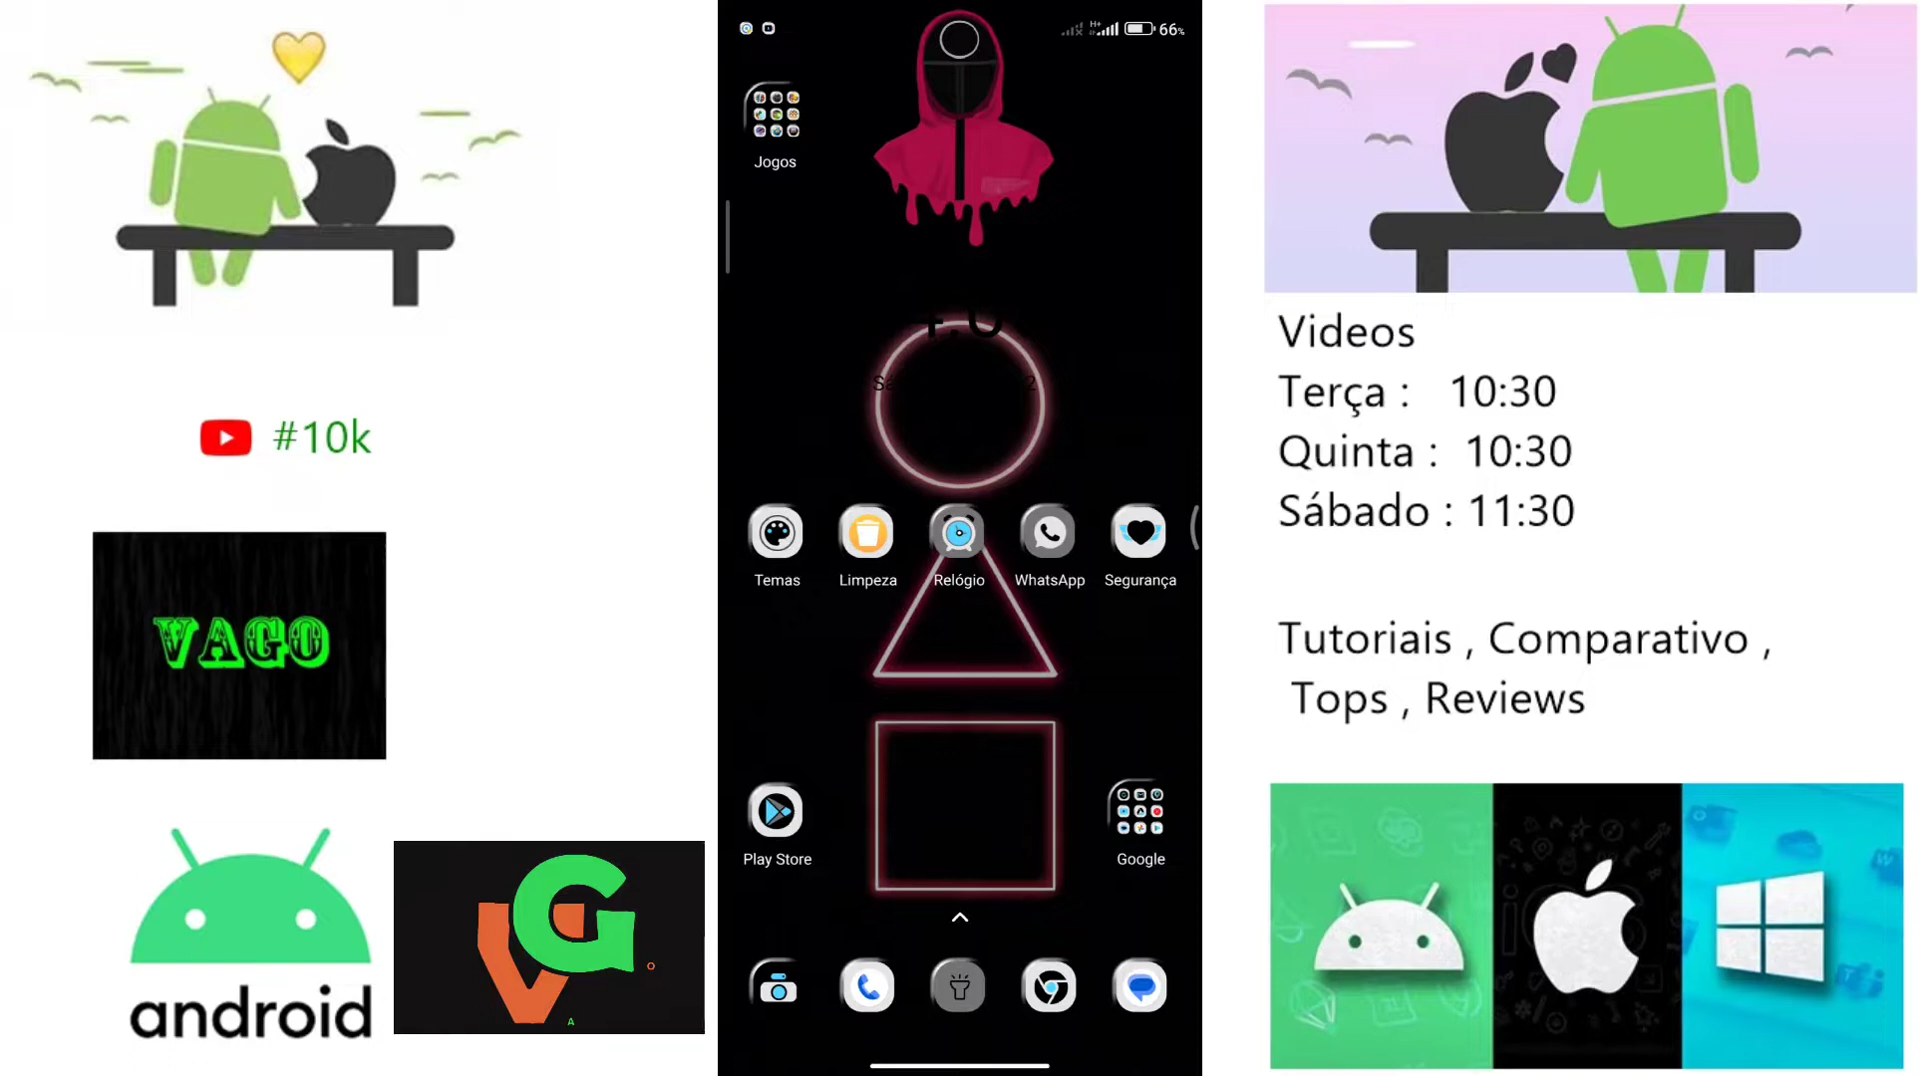 #10k
VAGO
android
G
V
O
A
66%
Jogos
Temas
Limpeza
Relógio
WhatsApp
Segurança
Play Store
Google
Videos
Terça : 10:30
Quinta : 10:30
Sábado : 11:30
Tutoriais , Comparativo ,
Tops , Reviews